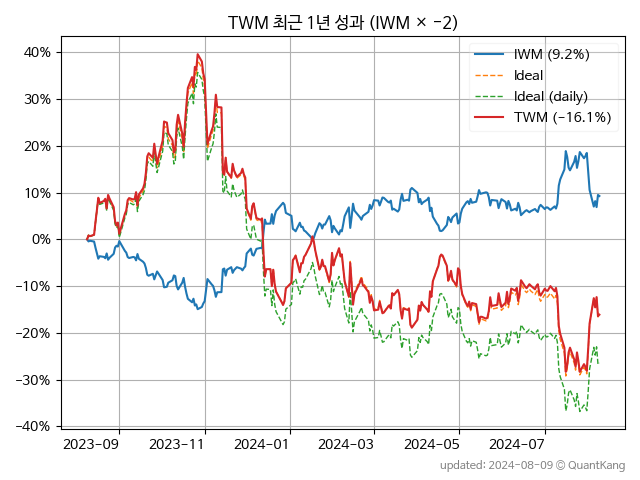 TWM 최근 1년 성과 (IWM × −2)
IWM (9.2%)
Ideal
Ideal (daily)
TWM (−16.1%)
40%
30%
20%
10%
0%
−10%
−20%
−30%
−40%
2023-09 2023-11 2024-01 2024-03 2024-05 2024-07
updated: 2024-08-09 © QuantKang